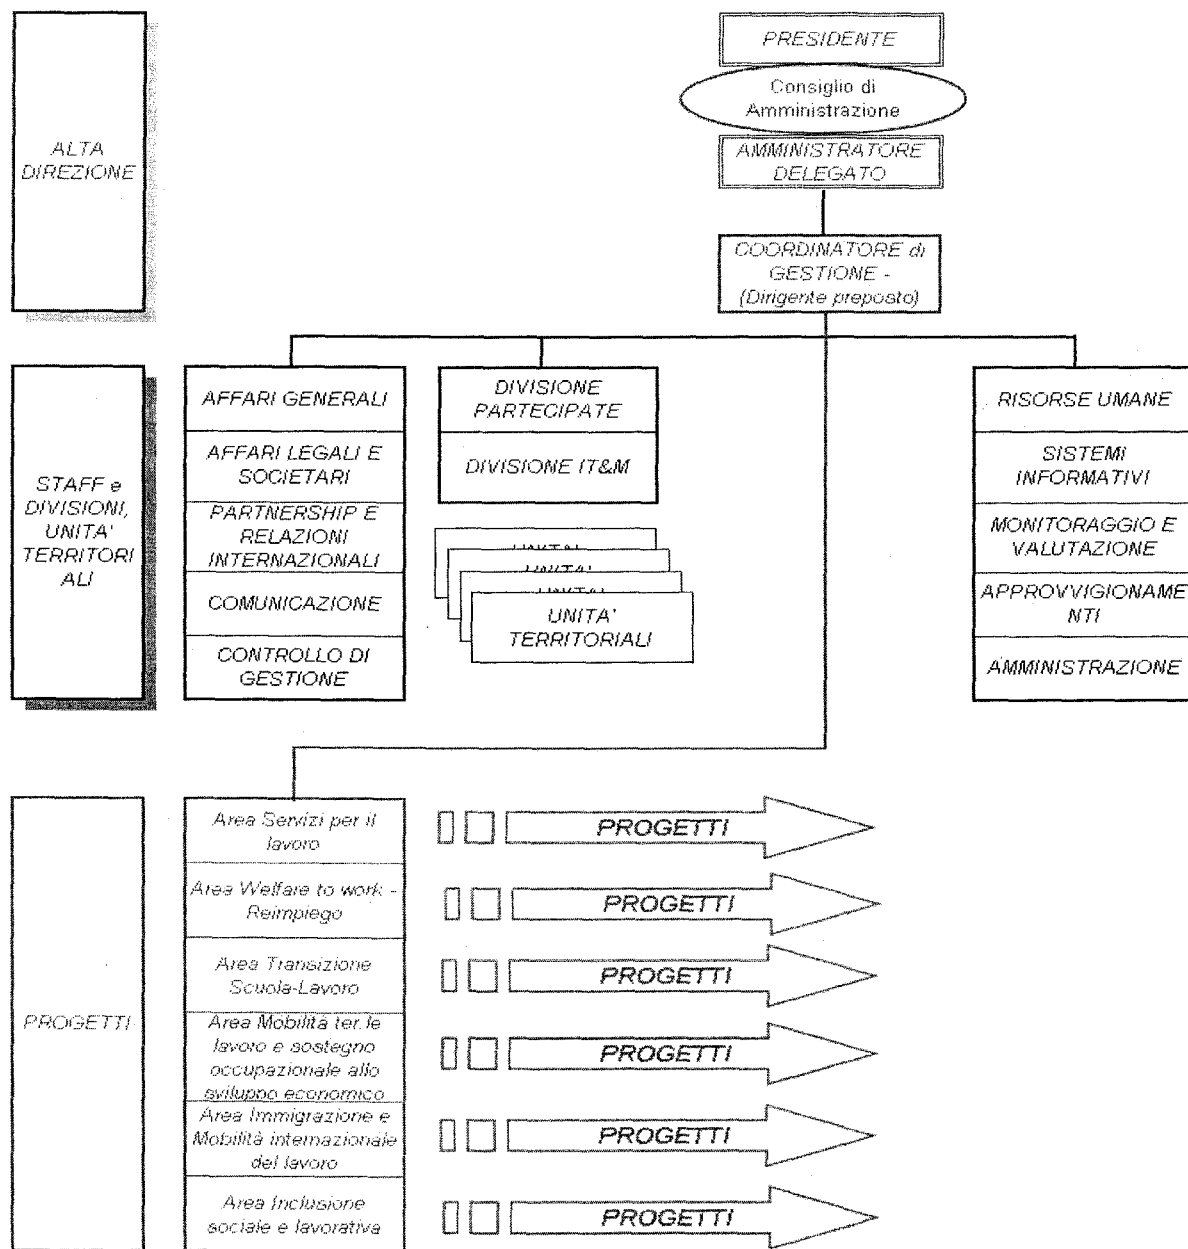 PRESIDENTE
Consiglio di
Amministrazione
ALTA
DIREZIONE
AMMINISTRATORE
DELEGATO
COORDINATORE di
GESTIONE -
(Dirigente preposto)
STAFF e
DIVISIONI,
UNITA'
TERRITORI
ALI
AFFARI GENERALI
AFFARI LEGALI E
SOCIETARI
PARTNERSHIP E
RELAZIONI
INTERNAZIONALI
COMUNICAZIONE
CONTROLLO DI
GESTIONE
DIVISIONE
PARTECIPATE
DIVISIONE IT&M
UNITA'
UNITA'
UNITA'
UNITA'
TERRITORIALI
RISORSE UMANE
SISTEMI
INFORMATIVI
MONITORAGGIO E
VALUTAZIONE
APPROVVIGIONAME
NTI
AMMINISTRAZIONE
PROGETTI
Area Servizi per il
lavoro
PROGETTI
Area Welfare to work -
Reimpiego
PROGETTI
Area Transizione
Scuola-Lavoro
PROGETTI
Area Mobilità ter.le
lavoro e sostegno
occupazionale allo
sviluppo economico
PROGETTI
Area Immigrazione e
Mobilità internazionale
del lavoro
PROGETTI
Area Inclusione
sociale e lavorativa
PROGETTI